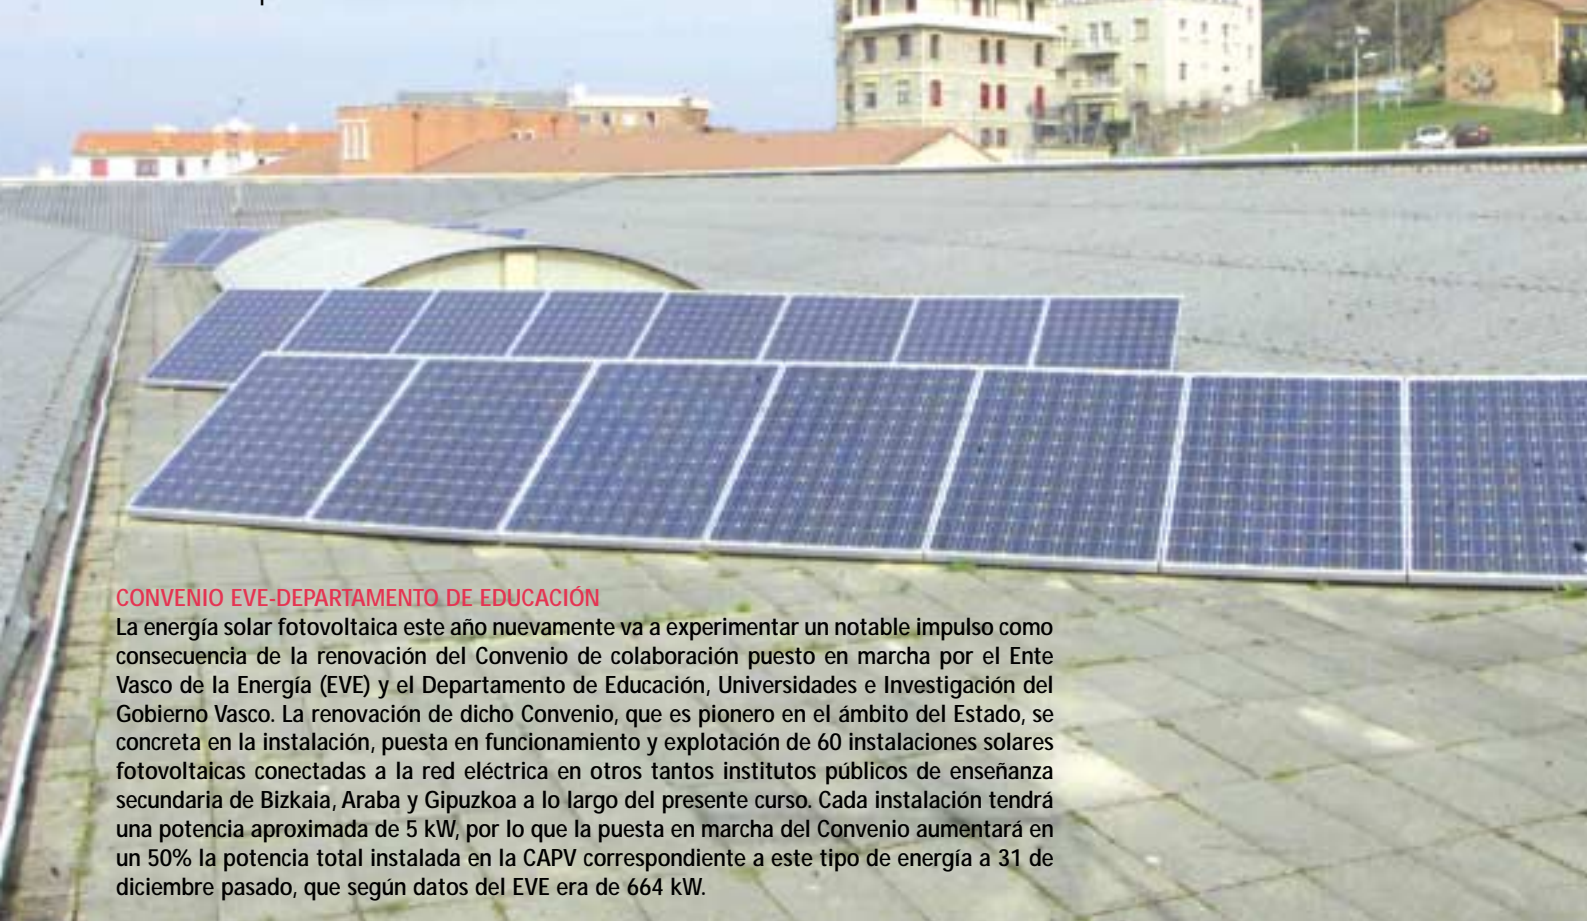 CONVENIO EVE-DEPARTAMENTO DE EDUCACIÓN
La energía solar fotovoltaica este año nuevamente va a experimentar un notable impulso como
consecuencia de la renovación del Convenio de colaboración puesto en marcha por el Ente
Vasco de la Energía (EVE) y el Departamento de Educación, Universidades e Investigación del
Gobierno Vasco. La renovación de dicho Convenio, que es pionero en el ámbito del Estado, se
concreta en la instalación, puesta en funcionamiento y explotación de 60 instalaciones solares
fotovoltaicas conectadas a la red eléctrica en otros tantos institutos públicos de enseñanza
secundaria de Bizkaia, Araba y Gipuzkoa a lo largo del presente curso. Cada instalación tendrá
una potencia aproximada de 5 kW, por lo que la puesta en marcha del Convenio aumentará en
un 50% la potencia total instalada en la CAPV correspondiente a este tipo de energía a 31 de
diciembre pasado, que según datos del EVE era de 664 kW.